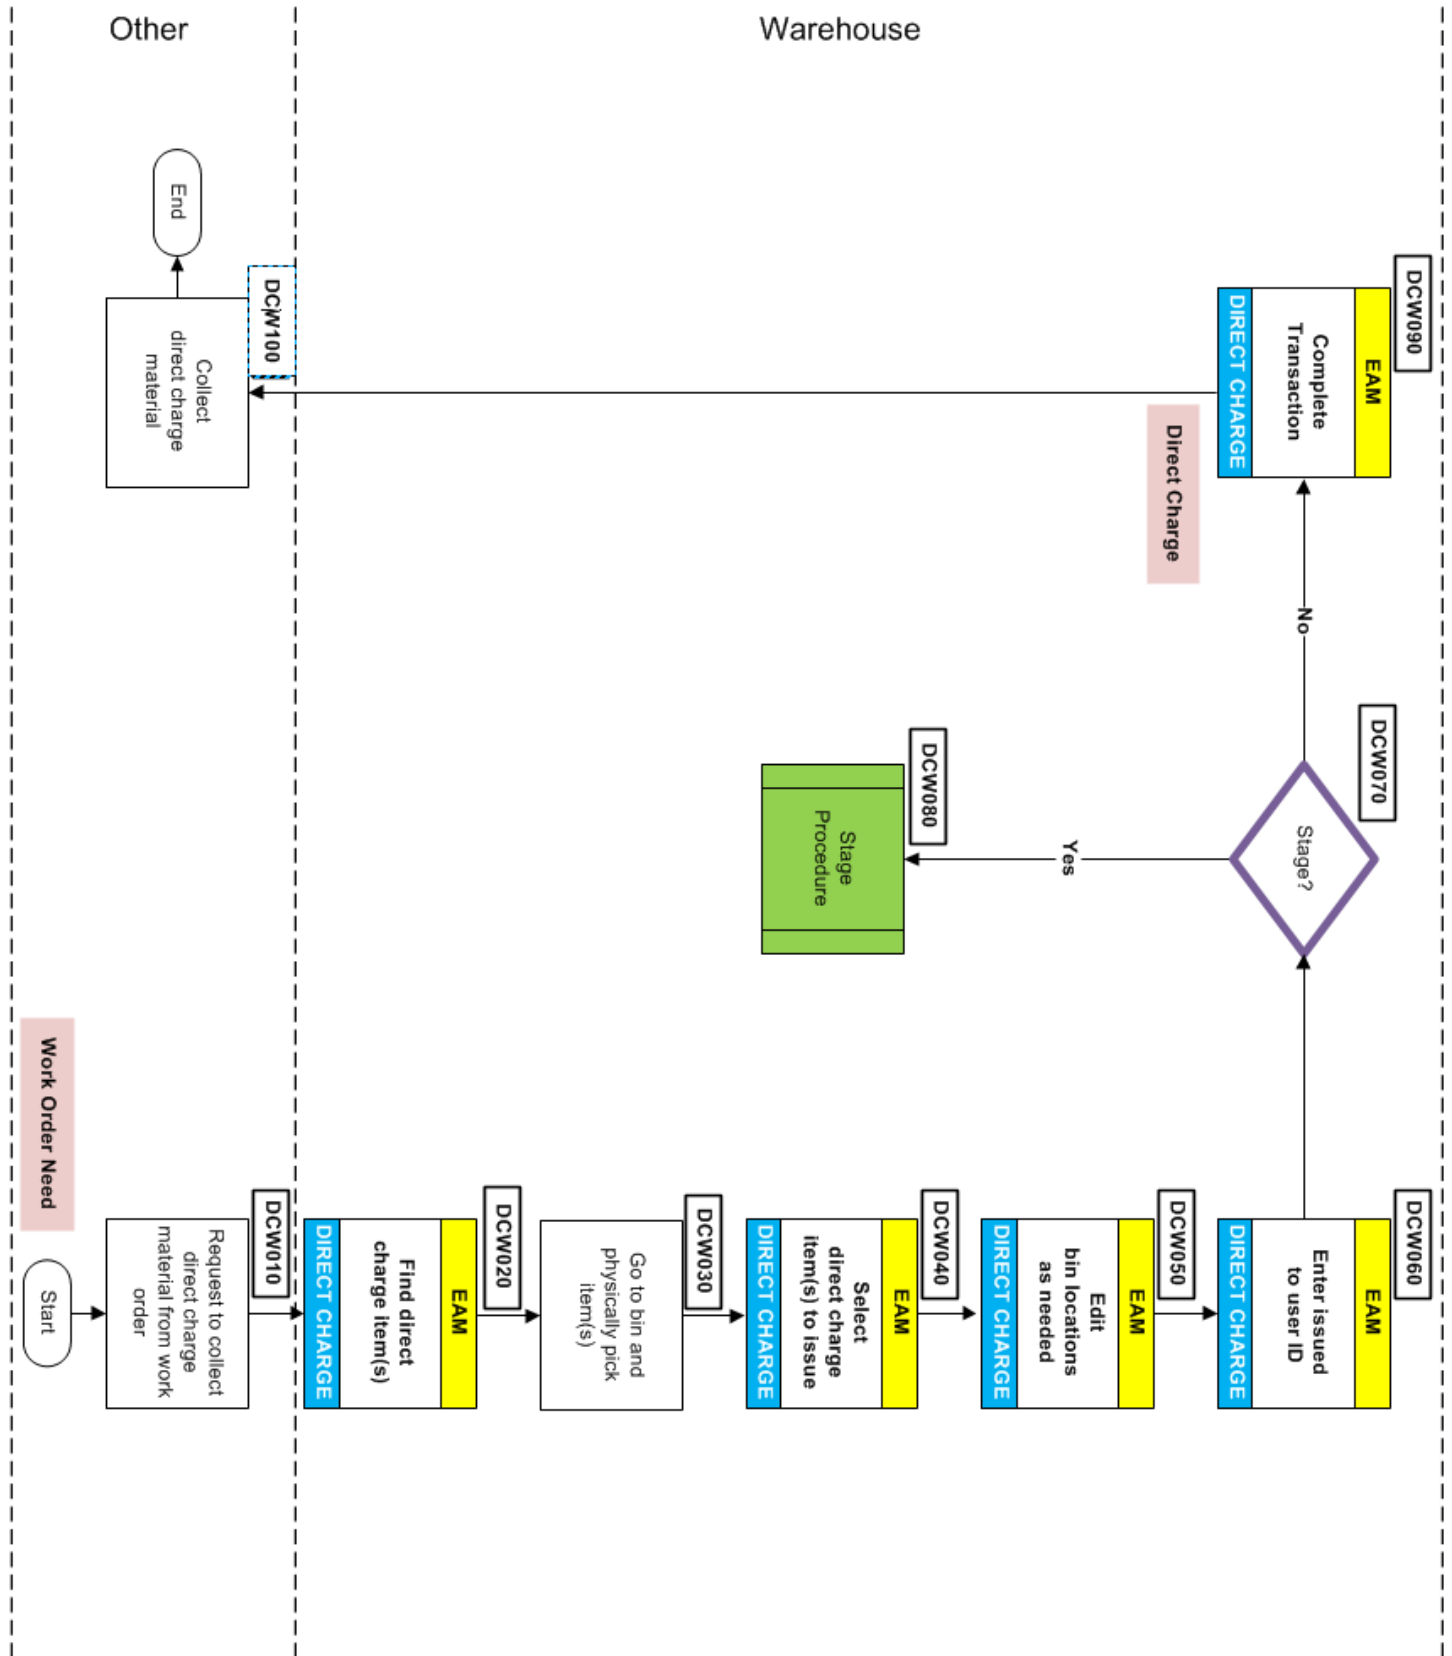 Other
Warehouse
Work Order Need
Start
DCW010
Request to collect
direct charge
material from work
order
DCW020
EAM
Find direct
charge item(s)
DIRECT CHARGE
DCW030
Go to bin and
physically pick
item(s)
DCW040
EAM
Select
direct charge
item(s) to issue
DIRECT CHARGE
DCW050
EAM
Edit
bin locations
as needed
DIRECT CHARGE
DCW060
EAM
Enter issued
to user ID
DIRECT CHARGE
DCW070
Stage?
Yes
DCW080
Stage
Procedure
No
DCW090
EAM
Complete
Transaction
DIRECT CHARGE
Direct Charge
DCW100
Collect
direct charge
material
End